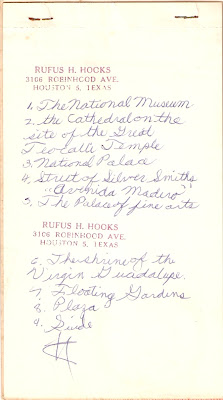 RUFUS H. HOCKS
3106 ROBINHOOD AVE.
HOUSTON 5, TEXAS
1. The National Museum
2. the Cathedral on the
site of the Great
Teocalli Temple
3. National Palace
4. Street of Silver Smiths
"Avenida Madero"
5. The Palace of fine arts
RUFUS H. HOCKS
3106 ROBINHOOD AVE.
HOUSTON 5, TEXAS
6. The shrine of the
Virgin Guadalupe.
7. Floating Gardens
8. Plaza
9.